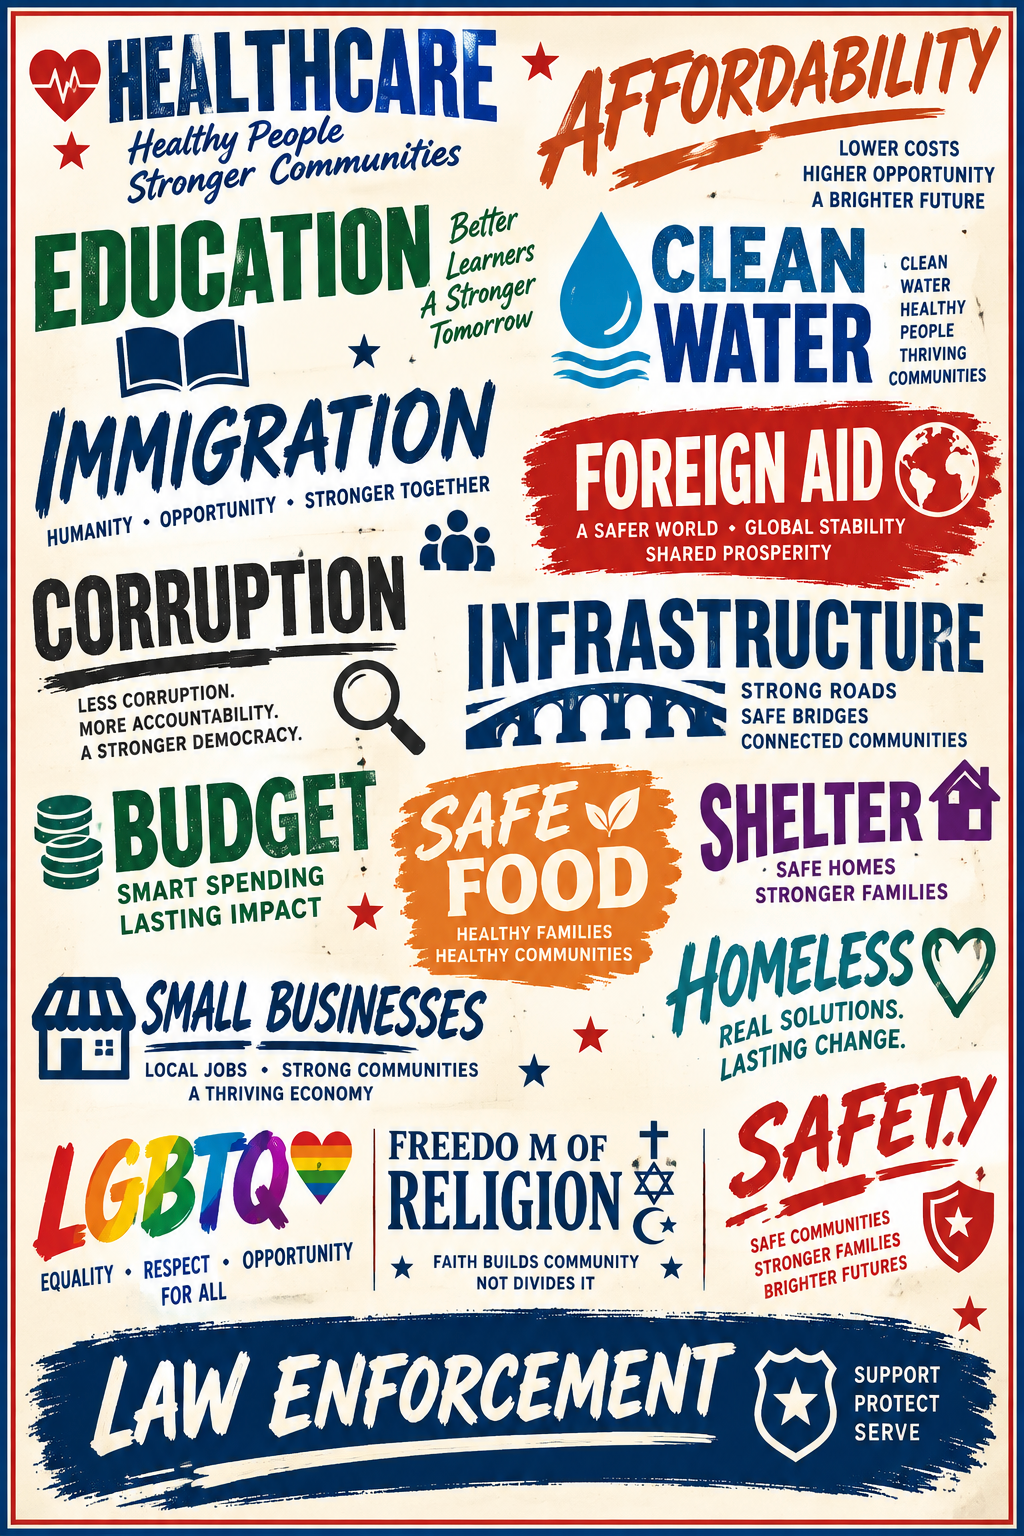 HEALTHCARE
Healthy People
Stronger Communities
AFFORDABILITY
LOWER COSTS
HIGHER OPPORTUNITY
A BRIGHTER FUTURE
EDUCATION
Better
Learners
A Stronger
Tomorrow
CLEAN
WATER
CLEAN
WATER
HEALTHY
PEOPLE
THRIVING
COMMUNITIES
IMMIGRATION
HUMANITY • OPPORTUNITY • STRONGER TOGETHER
FOREIGN AID
A SAFER WORLD • GLOBAL STABILITY
SHARED PROSPERITY
CORRUPTION
LESS CORRUPTION.
MORE ACCOUNTABILITY.
A STRONGER DEMOCRACY.
INFRASTRUCTURE
STRONG ROADS
SAFE BRIDGES
CONNECTED COMMUNITIES
BUDGET
SMART SPENDING
LASTING IMPACT
SAFE
FOOD
HEALTHY FAMILIES
HEALTHY COMMUNITIES
SHELTER
SAFE HOMES
STRONGER FAMILIES
HOMELESS
REAL SOLUTIONS.
LASTING CHANGE.
SMALL BUSINESSES
LOCAL JOBS • STRONG COMMUNITIES
A THRIVING ECONOMY
LGBTQ
EQUALITY • RESPECT • OPPORTUNITY
FOR ALL
FREEDO M OF
RELIGION
FAITH BUILDS COMMUNITY
NOT DIVIDES IT
SAFET.Y
SAFE COMMUNITIES
STRONGER FAMILIES
BRIGHTER FUTURES
LAW ENFORCEMENT
SUPPORT
PROTECT
SERVE